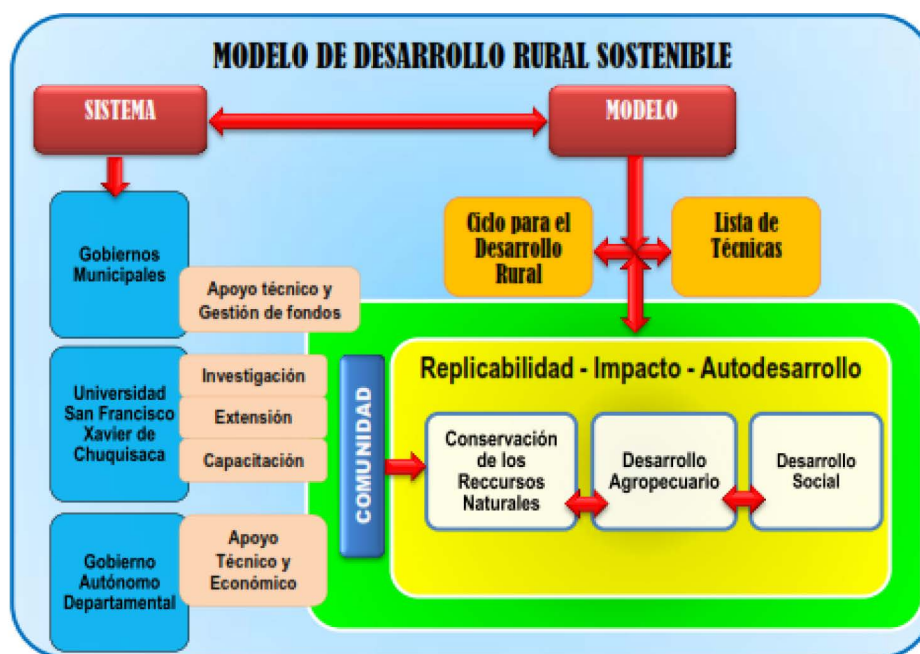 MODELO DE DESARROLLO RURAL SOSTENIBLE
SISTEMA
MODELO
Gobiernos
Municipales
Apoyo técnico y
Gestión de fondos
Universidad
San Francisco
Xavier de
Chuquisaca
Investigación
Extensión
Capacitación
Gobierno
Autónomo
Departamental
Apoyo
Técnico y
Económico
Ciclo para el
Desarrollo
Rural
Lista de
Técnicas
COMUNIDAD
Replicabilidad - Impacto - Autodesarrollo
Conservación
de los
Reccursos
Naturales
Desarrollo
Agropecuario
Desarrollo
Social